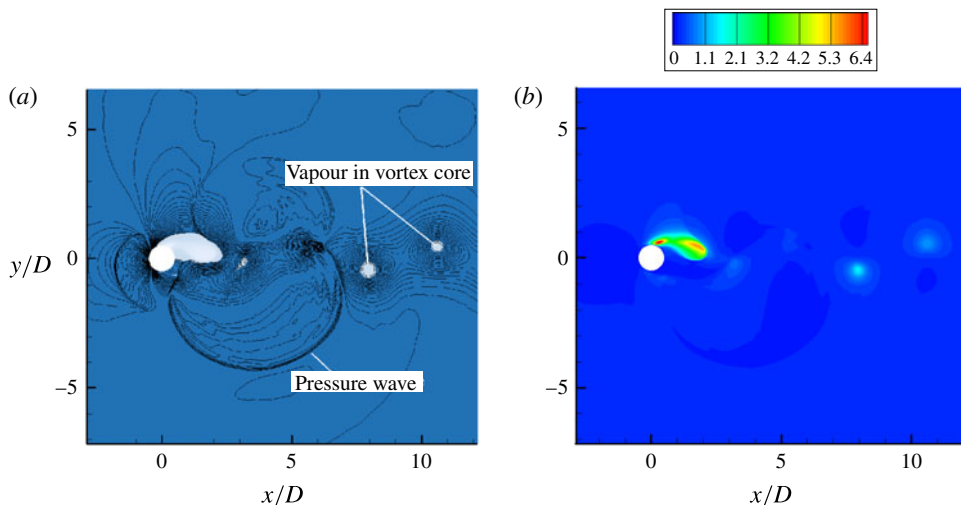 0 1.1 2.1 3.2 4.2 5.3 6.4
(a)
(b)
5
Vapour in vortex core
y/D
0
Pressure wave
–5
0 5 10
x/D
5
0
–5
0 5 10
x/D